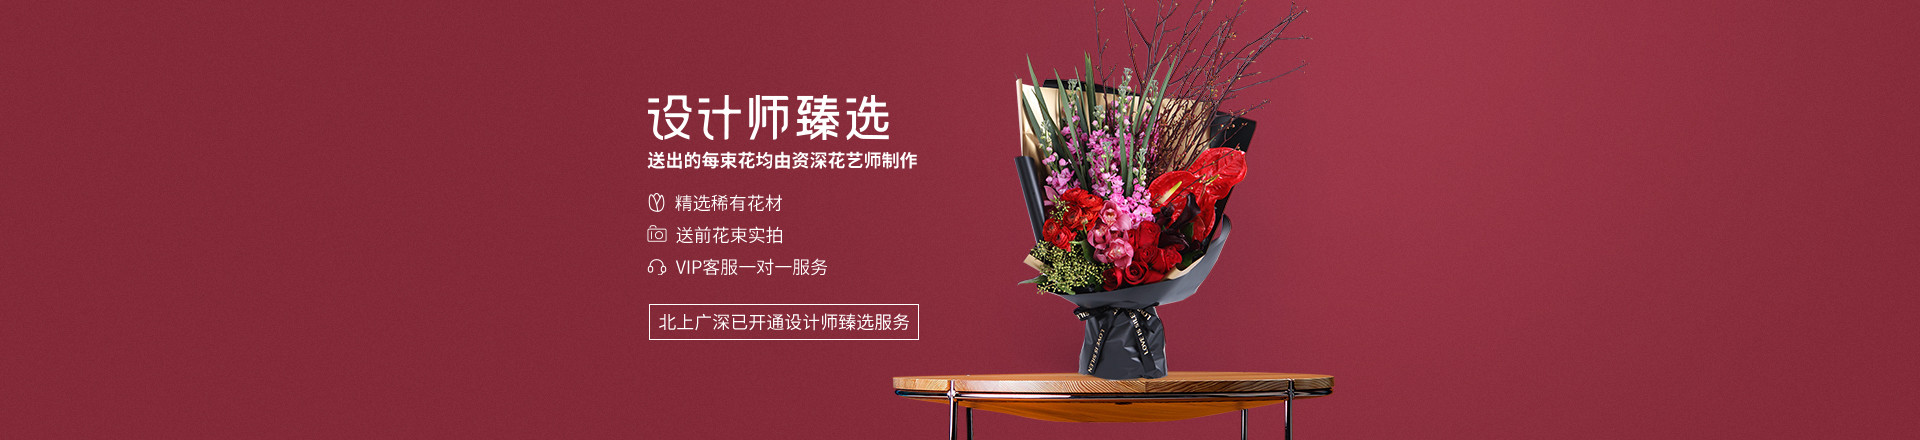 设计师臻选
送出的每束花均由资深花艺师制作
精选稀有花材
送前花束实拍
VIP客服一对一服务
北上广深已开通设计师臻选服务